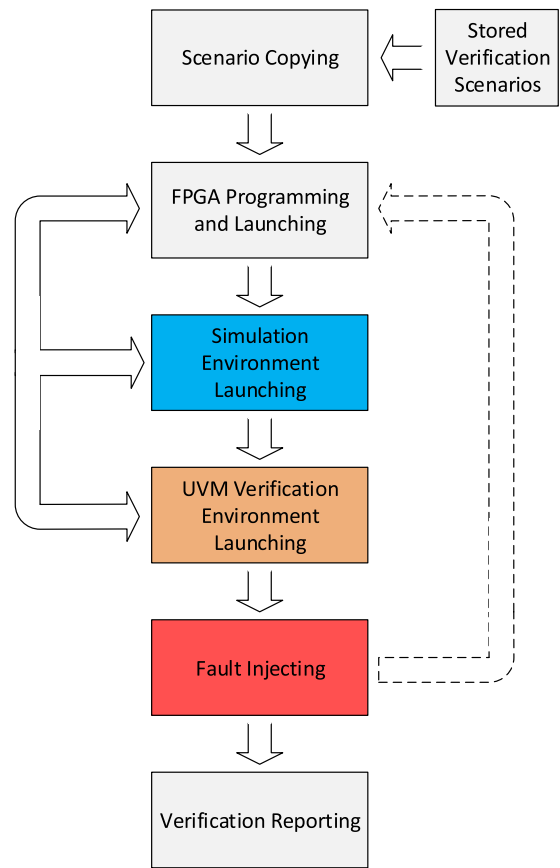 Scenario Copying
Stored
Verification
Scenarios
FPGA Programming
and Launching
Simulation
Environment
Launching
UVM Verification
Environment
Launching
Fault Injecting
Verification Reporting